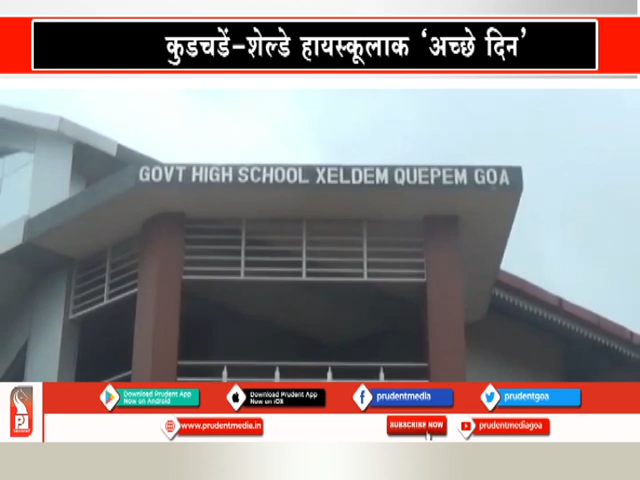 कुडचडें-शेल्डे हायस्कूलाक ‘अच्छे दिन’
GOVT HIGH SCHOOL XELDEM QUEPEM GOA
Download Prudent App
Now on Android
Download Prudent App
Now on iOS
prudentmedia
prudentgoa
www.prudentmedia.in
SUBSCRIBE NOW
prudentmediagoa